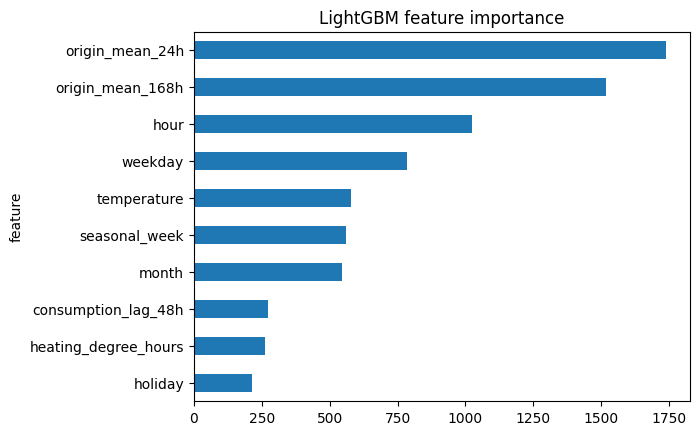 LightGBM feature importance
origin_mean_24h
origin_mean_168h
hour
weekday
temperature
seasonal_week
month
consumption_lag_48h
heating_degree_hours
holiday
feature
0 250 500 750 1000 1250 1500 1750